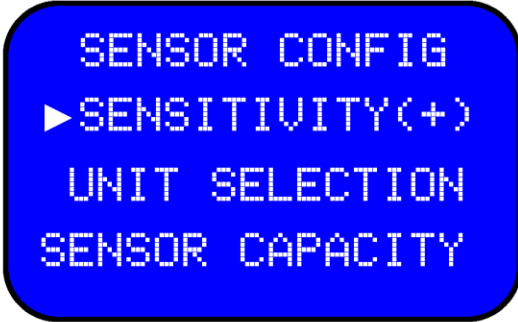 SENSOR CONFIG
►SENSITIVITY(+)
UNIT SELECTION
SENSOR CAPACITY